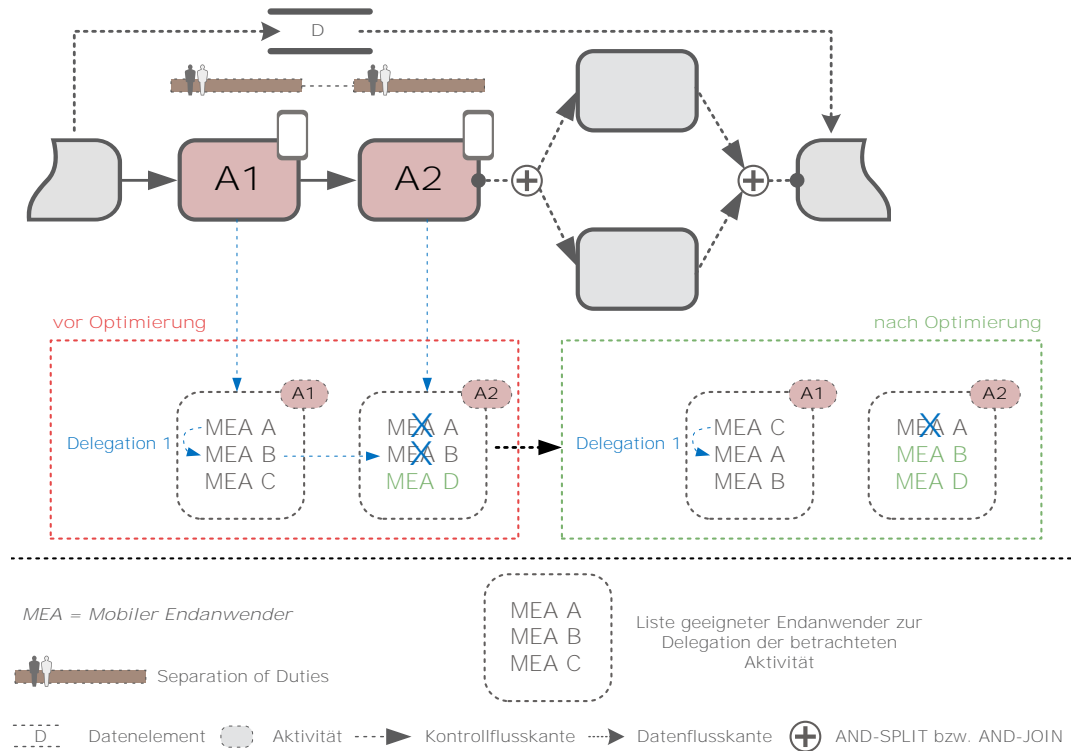 D
A1
A2
vor Optimierung
nach Optimierung
A1
A2
A1
A2
Delegation 1
MEA A
MEA B
MEA C
MEA A
MEA B
MEA D
Delegation 1
MEA C
MEA A
MEA B
MEA A
MEA B
MEA D
MEA = Mobiler Endanwender
MEA A
MEA B
MEA C
Liste geeigneter Endanwender zur
Delegation der betrachteten
Aktivität
Separation of Duties
D Datenelement Aktivität Kontrollflusskante Datenflusskante AND-SPLIT bzw. AND-JOIN